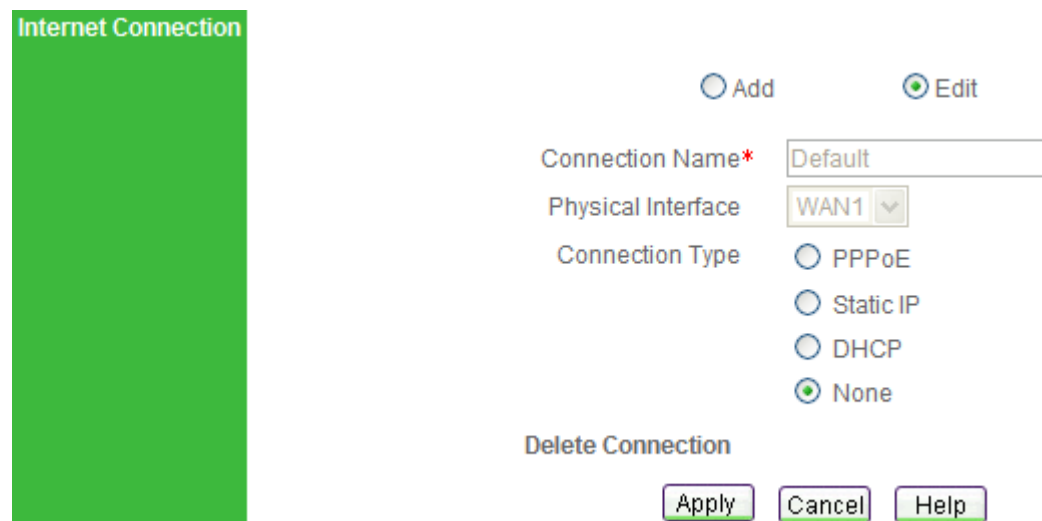 Internet Connection
Add Edit
Connection Name* Default
Physical Interface WAN1
Connection Type PPPoE
Static IP
DHCP
None
Delete Connection
Apply Cancel Help